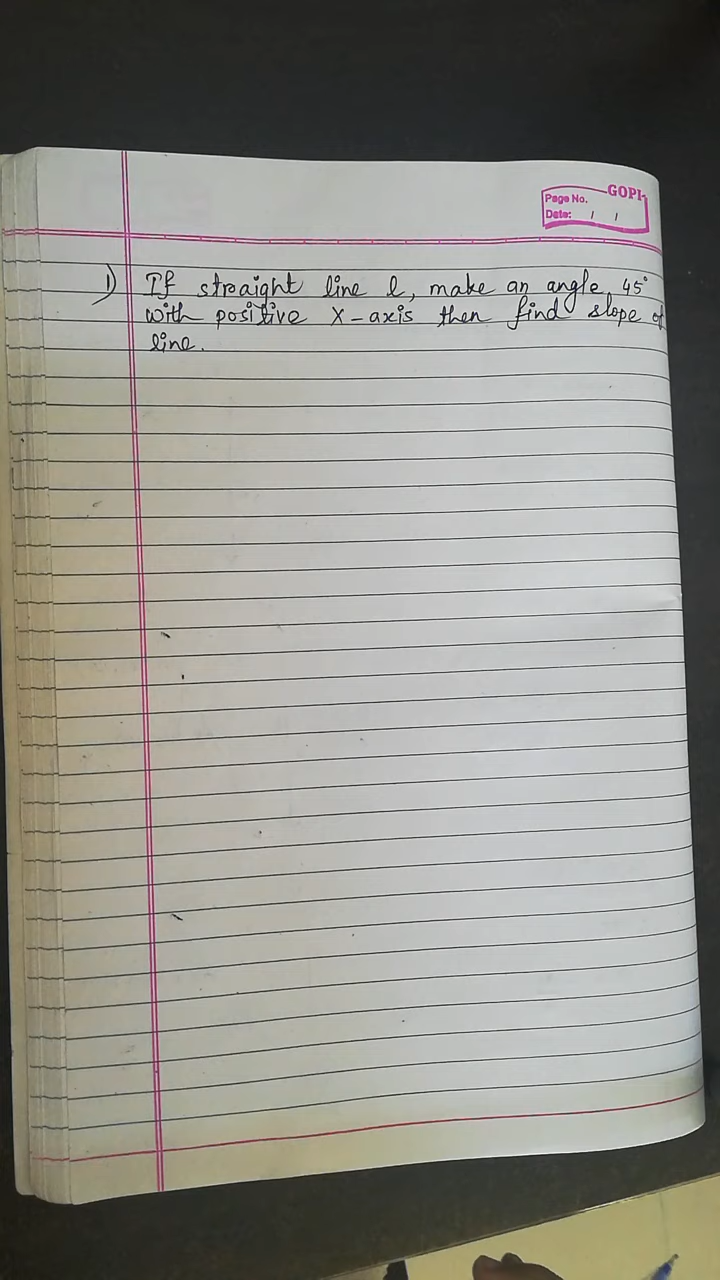 GOPI
Page No.
Date: / /
1) If straight line l, make an angle 45°
with positive X-axis then find slope of
line.